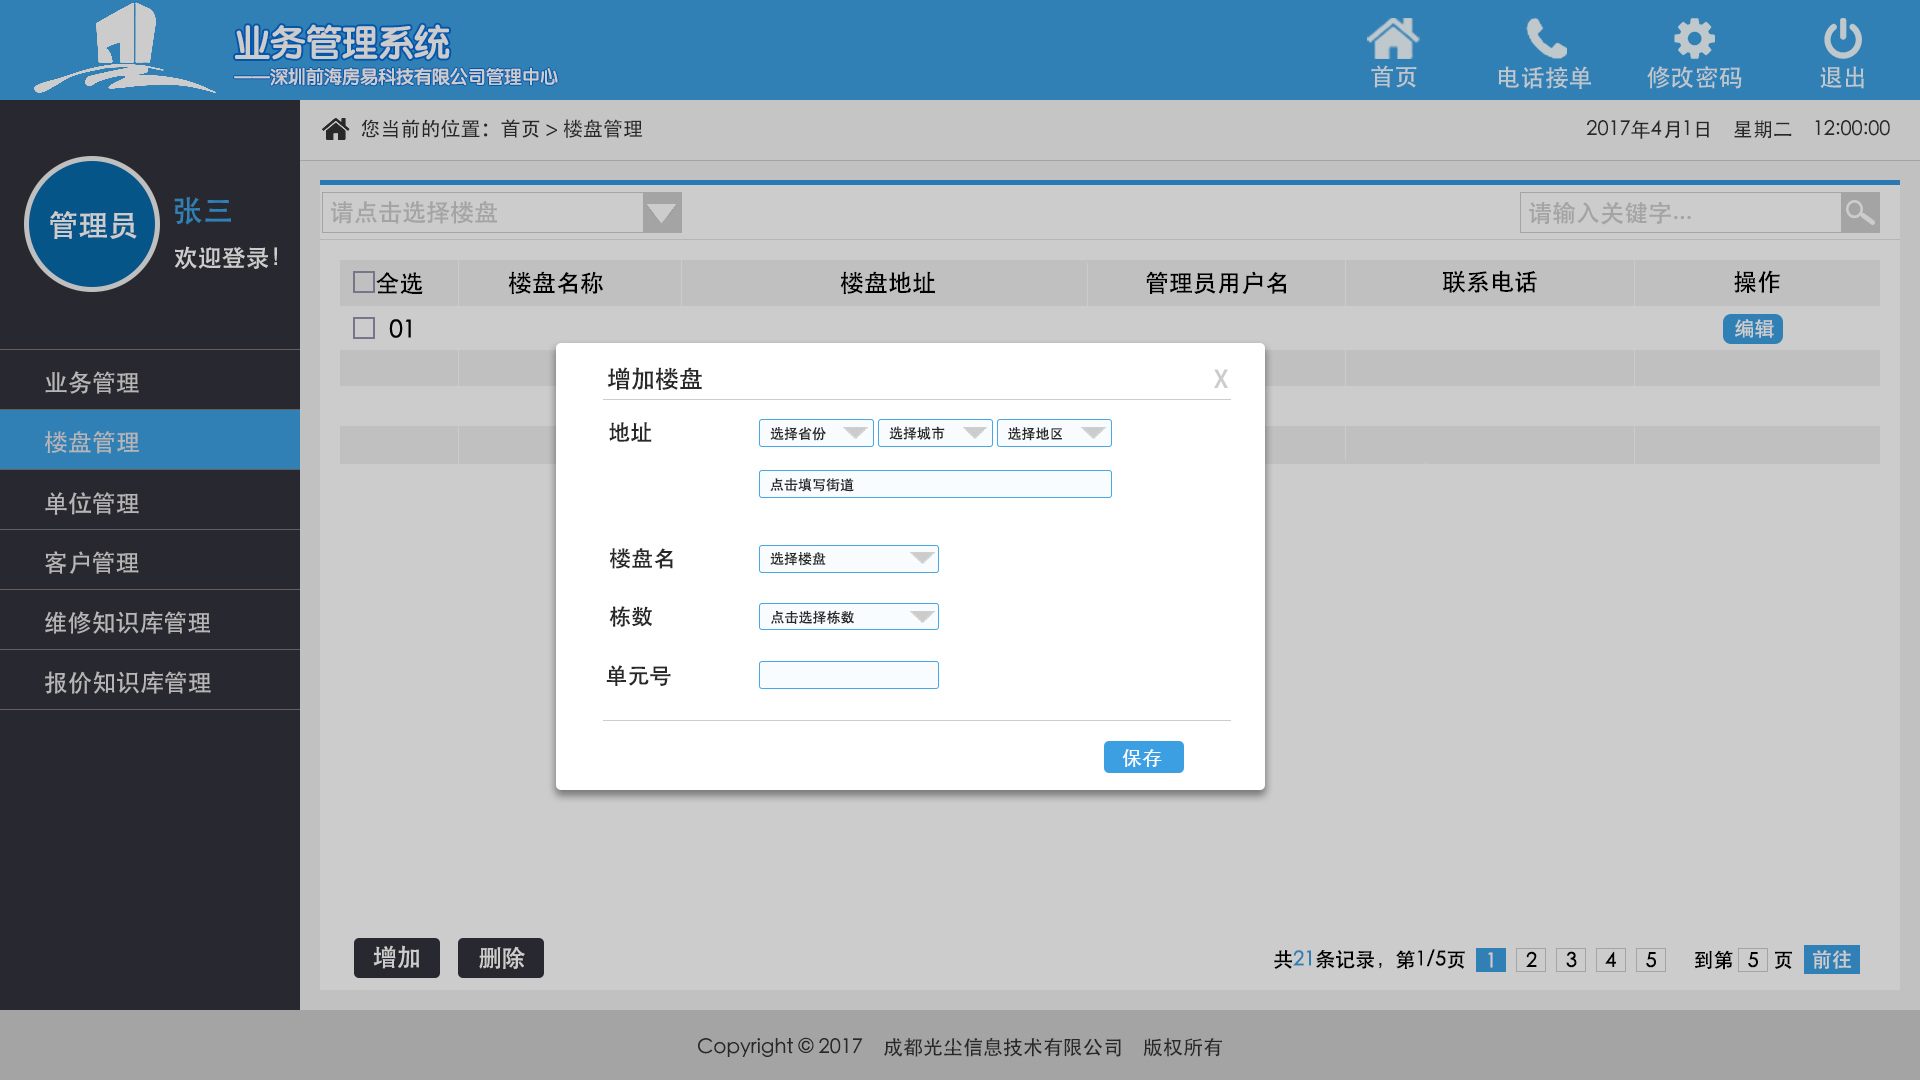 业务管理系统
——深圳前海房易科技有限公司管理中心
首页
电话接单
修改密码
退出
您当前的位置：首页 > 楼盘管理
2017年4月1日 星期二 12:00:00
管理员
张三
欢迎登录！
请点击选择楼盘
请输入关键字...
全选 楼盘名称 楼盘地址 管理员用户名 联系电话 操作
01 编辑
业务管理
楼盘管理
单位管理
客户管理
维修知识库管理
报价知识库管理
增加楼盘 X
地址 选择省份 选择城市 选择地区
点击填写街道
楼盘名 选择楼盘
栋数 点击选择栋数
单元号
保存
增加 删除
共21条记录，第1/5页 1 2 3 4 5 到第 5 页 前往
Copyright © 2017 成都光尘信息技术有限公司 版权所有